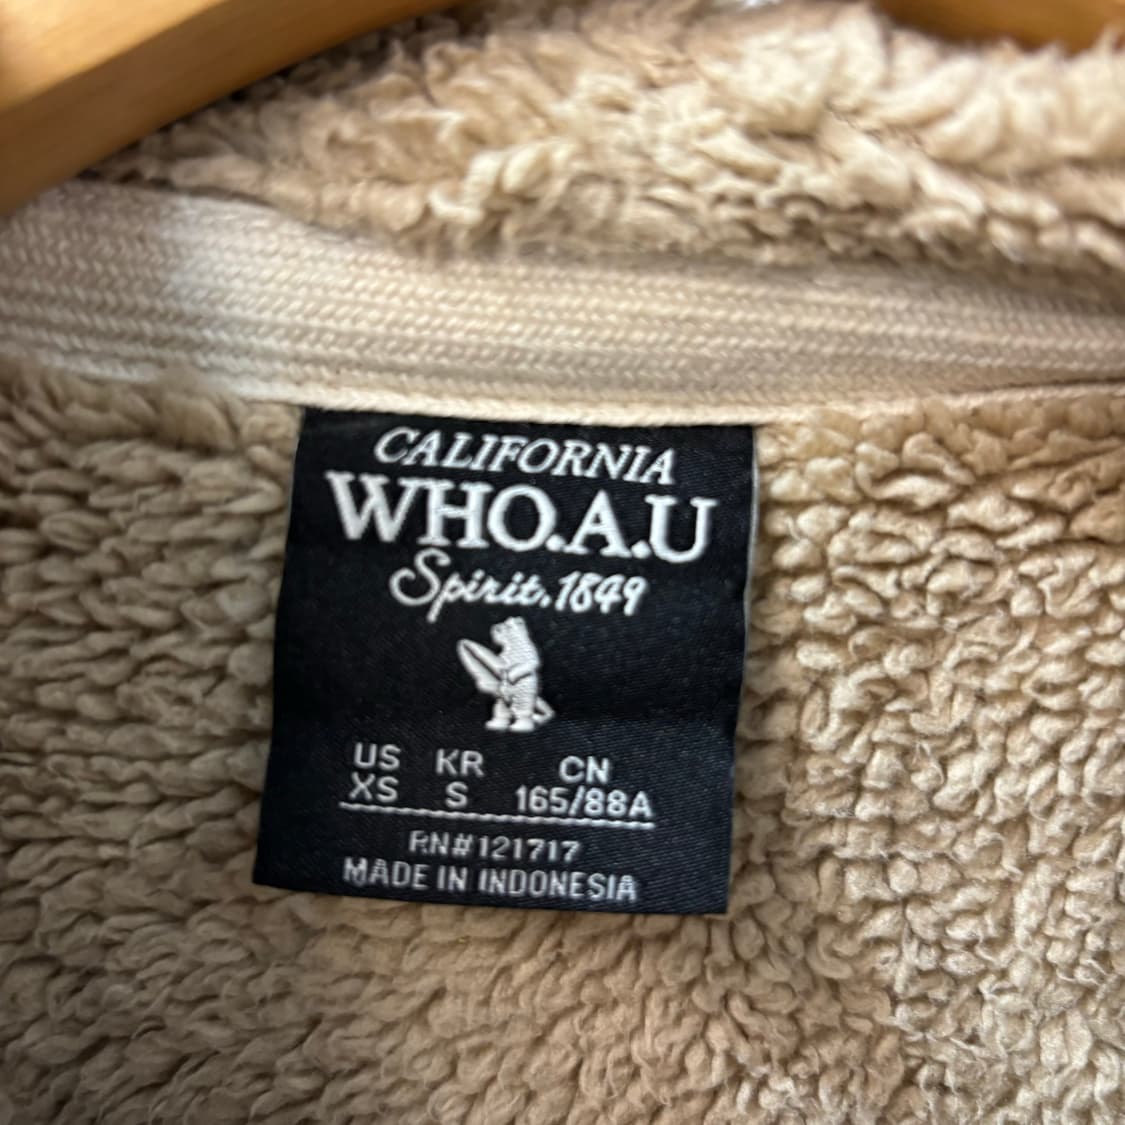 CALIFORNIA
WHO.A.U
Spirit.1849
US KR CN
XS S 165/88A
RN#121717
MADE IN INDONESIA